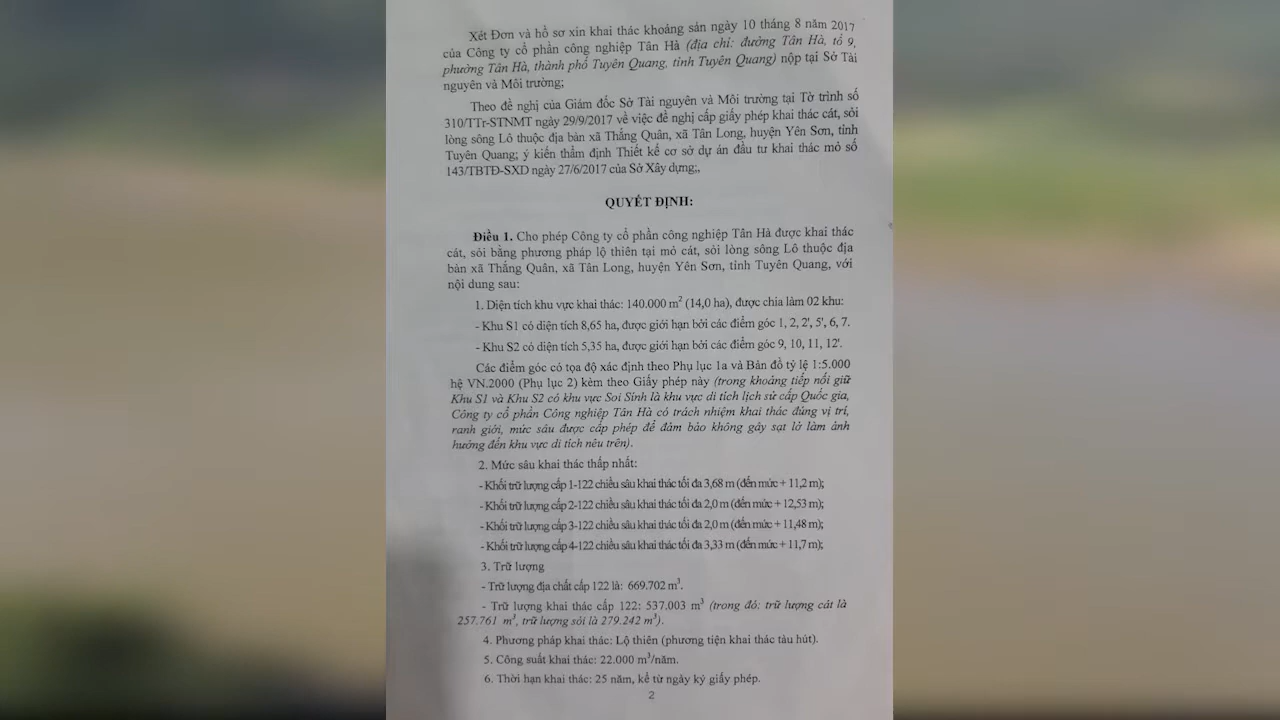 Xét Đơn và hồ sơ xin khai thác khoáng sản ngày 10 tháng 8 năm 2017
của Công ty cổ phần công nghiệp Tân Hà (địa chỉ: đường Tân Hà, tổ 9,
phường Tân Hà, thành phố Tuyên Quang, tỉnh Tuyên Quang) nộp tại Sở Tài
nguyên và Môi trường;
Theo đề nghị của Giám đốc Sở Tài nguyên và Môi trường tại Tờ trình số
310/TTr-STNMT ngày 29/9/2017 về việc đề nghị cấp giấy phép khai thác cát, sỏi
lòng sông Lô thuộc địa bàn xã Thắng Quân, xã Tân Long, huyện Yên Sơn, tỉnh
Tuyên Quang; ý kiến thẩm định Thiết kế cơ sở dự án đầu tư khai thác mỏ số
143/TBTĐ-SXD ngày 27/6/2017 của Sở Xây dựng;,
QUYẾT ĐỊNH:
Điều 1. Cho phép Công ty cổ phần công nghiệp Tân Hà được khai thác
cát, sỏi bằng phương pháp lộ thiên tại mỏ cát, sỏi lòng sông Lô thuộc địa
bàn xã Thắng Quân, xã Tân Long, huyện Yên Sơn, tỉnh Tuyên Quang, với
nội dung sau:
1. Diện tích khu vực khai thác: 140.000 m² (14,0 ha), được chia làm 02 khu:
- Khu S1 có diện tích 8,65 ha, được giới hạn bởi các điểm góc 1, 2, 2', 5', 6, 7.
- Khu S2 có diện tích 5,35 ha, được giới hạn bởi các điểm góc 9, 10, 11, 12'.
Các điểm góc có tọa độ xác định theo Phụ lục 1a và Bản đồ tỷ lệ 1:5.000
hệ VN.2000 (Phụ lục 2) kèm theo Giấy phép này (trong khoảng tiếp nối giữ
Khu S1 và Khu S2 có khu vực Soi Sính là khu vực di tích lịch sử cấp Quốc gia,
Công ty cổ phần Công nghiệp Tân Hà có trách nhiệm khai thác đúng vị trí,
ranh giới, mức sâu được cấp phép để đảm bảo không gây sạt lở làm ảnh
hưởng đến khu vực di tích nêu trên).
2. Mức sâu khai thác thấp nhất:
- Khối trữ lượng cấp 1-122 chiều sâu khai thác tối đa 3,68 m (đến mức + 11,2 m);
- Khối trữ lượng cấp 2-122 chiều sâu khai thác tối đa 2,0 m (đến mức + 12,53 m);
- Khối trữ lượng cấp 3-122 chiều sâu khai thác tối đa 2,0 m (đến mức + 11,48 m);
- Khối trữ lượng cấp 4-122 chiều sâu khai thác tối đa 3,33 m (đến mức + 11,7 m);
3. Trữ lượng
- Trữ lượng địa chất cấp 122 là: 669.702 m³.
- Trữ lượng khai thác cấp 122: 537.003 m³ (trong đó: trữ lượng cát là
257.761 m³, trữ lượng sỏi là 279.242 m³).
4. Phương pháp khai thác: Lộ thiên (phương tiện khai thác tàu hút).
5. Công suất khai thác: 22.000 m³/năm.
6. Thời hạn khai thác: 25 năm, kể từ ngày ký giấy phép.
2